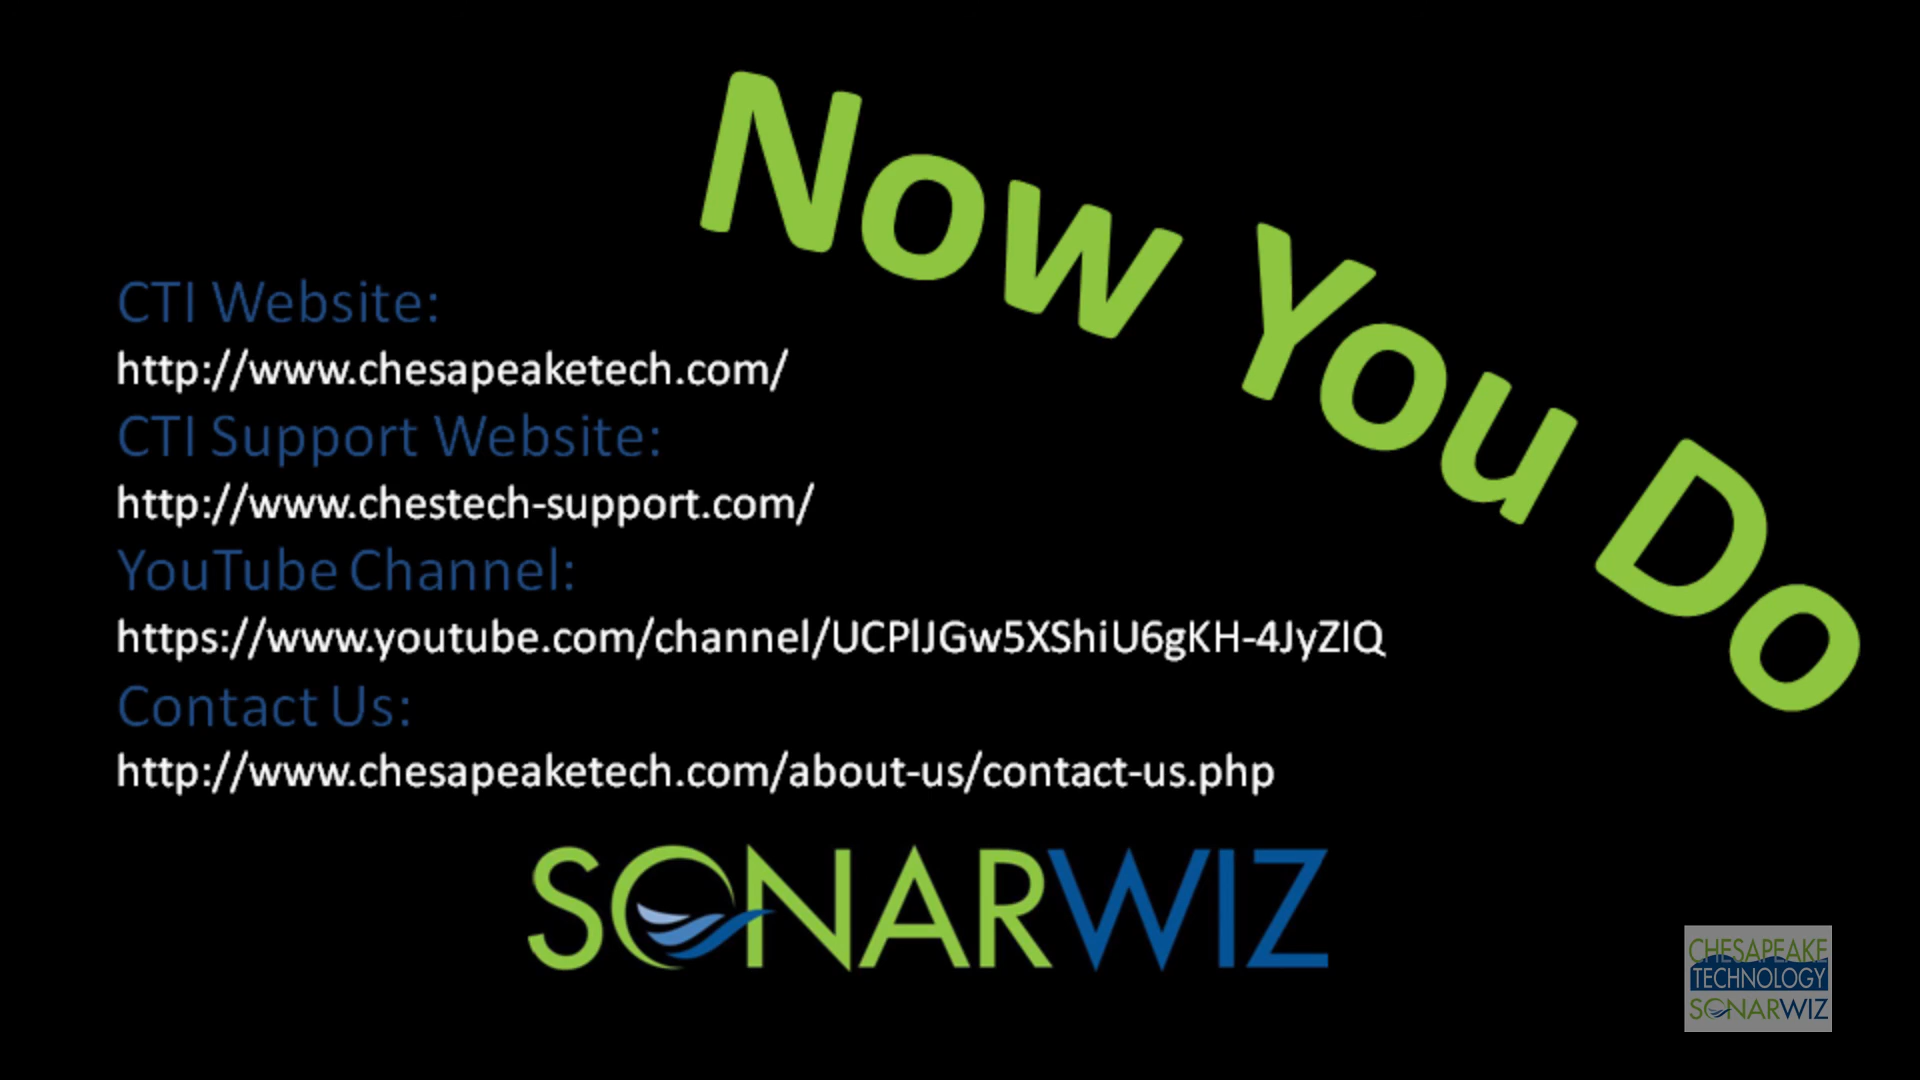 Now You Do
CTI Website:
http://www.chesapeaketech.com/
CTI Support Website:
http://www.chestech-support.com/
YouTube Channel:
https://www.youtube.com/channel/UCPlJGw5XShiU6gKH-4JyZIQ
Contact Us:
http://www.chesapeaketech.com/about-us/contact-us.php
SONARWIZ
CHESAPEAKE
TECHNOLOGY
SONARWIZ